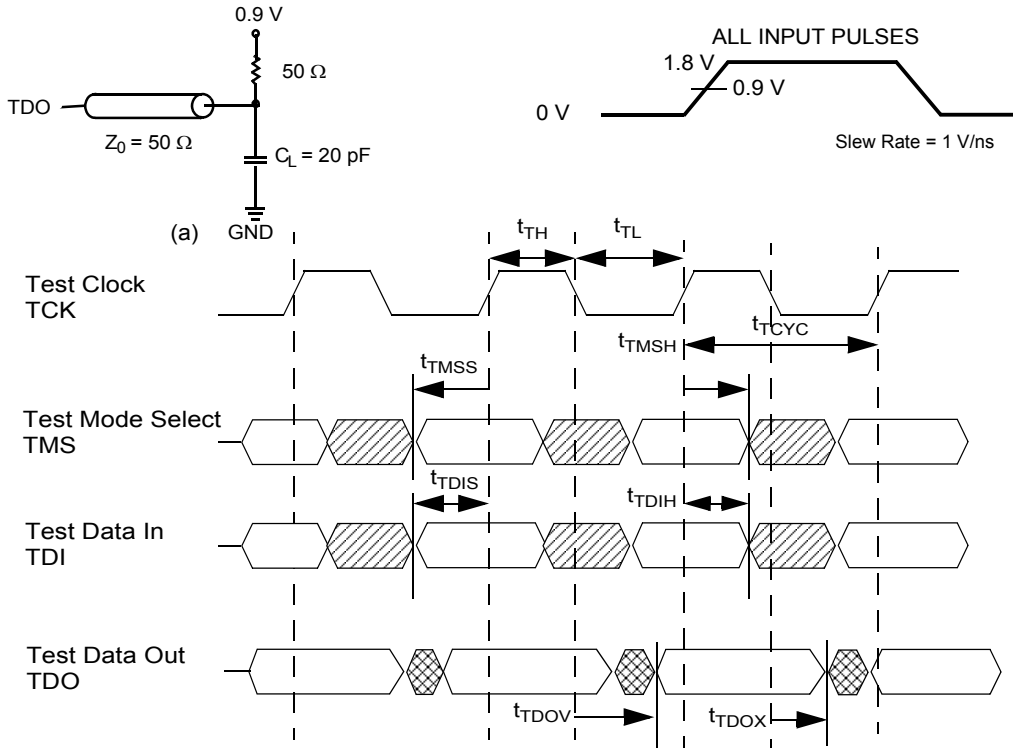 0.9 V
50 Ω
TDO
Z0 = 50 Ω
CL = 20 pF
(a) GND
ALL INPUT PULSES
1.8 V
0.9 V
0 V
Slew Rate = 1 V/ns
tTH
tTL
Test Clock
TCK
tTCYC
tTMSH
tTMSS
Test Mode Select
TMS
tTDIS
tTDIH
Test Data In
TDI
Test Data Out
TDO
tTDOV
tTDOX